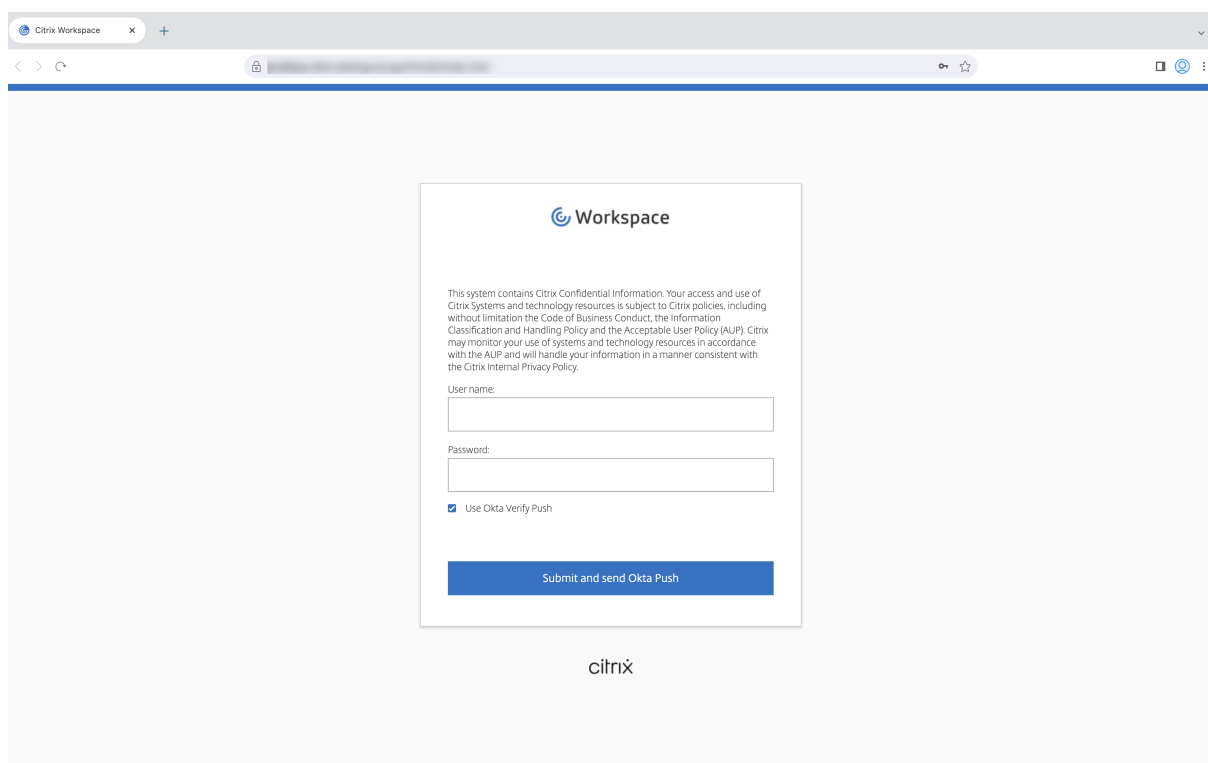 Citrix Workspace
Workspace
This system contains Citrix Confidential Information. Your access and use of
Citrix Systems and technology resources is subject to Citrix policies, including
without limitation the Code of Business Conduct, the Information
Classification and Handling Policy and the Acceptable User Policy (AUP). Citrix
may monitor your use of systems and technology resources in accordance
with the AUP and will handle your information in a manner consistent with
the Citrix Internal Privacy Policy.
User name:
Password:
Use Okta Verify Push
Submit and send Okta Push
citrix